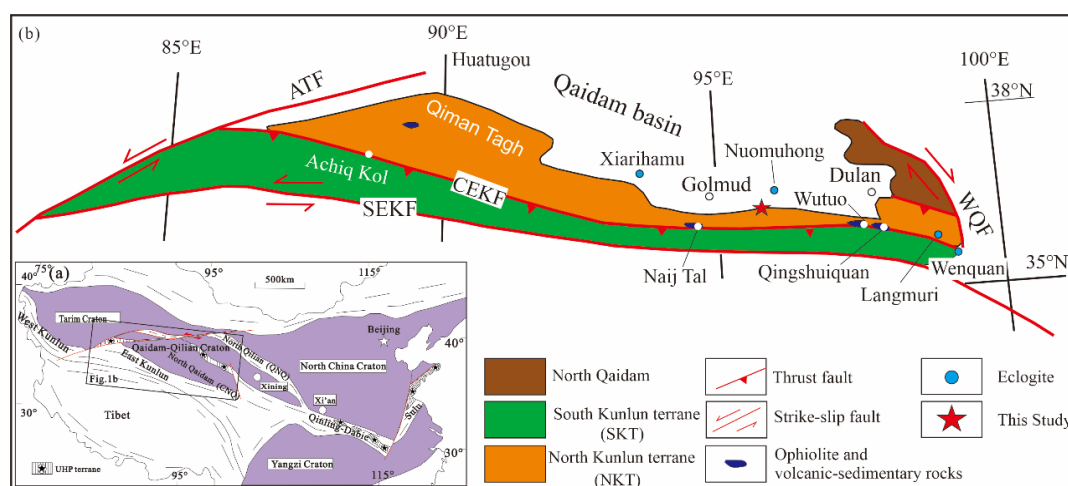 (b)
85°E
90°E
Huatugou
ATF
95°E
100°E
38°N
Qaidam basin
Qiman Tagh
Xiarihamu
Nuomuhong
Achiq Kol
CEKF
Golmud
Dulan
SEKF
Wutuo
WQF
Naij Tal
Qingshuiquan
Langmuri
Wenquan
35°N
(a)
75°
95°
115°
40°
500km
Tarim Craton
Beijing
40°
West Kunlun
Qaidam-Qilian Craton
North Qilian (QNQ)
North China Craton
East Kunlun
North Qaidam (CNQ)
Fig.1b
Xining
Xi'an
30°
Tibet
Qinling-Dabie
Sulu
UHP terrane
95°
Yangzi Craton
115°
30°
North Qaidam
Thrust fault
Eclogite
South Kunlun terrane
(SKT)
Strike-slip fault
This Study
North Kunlun terrane
(NKT)
Ophiolite and
volcanic-sedimentary rocks